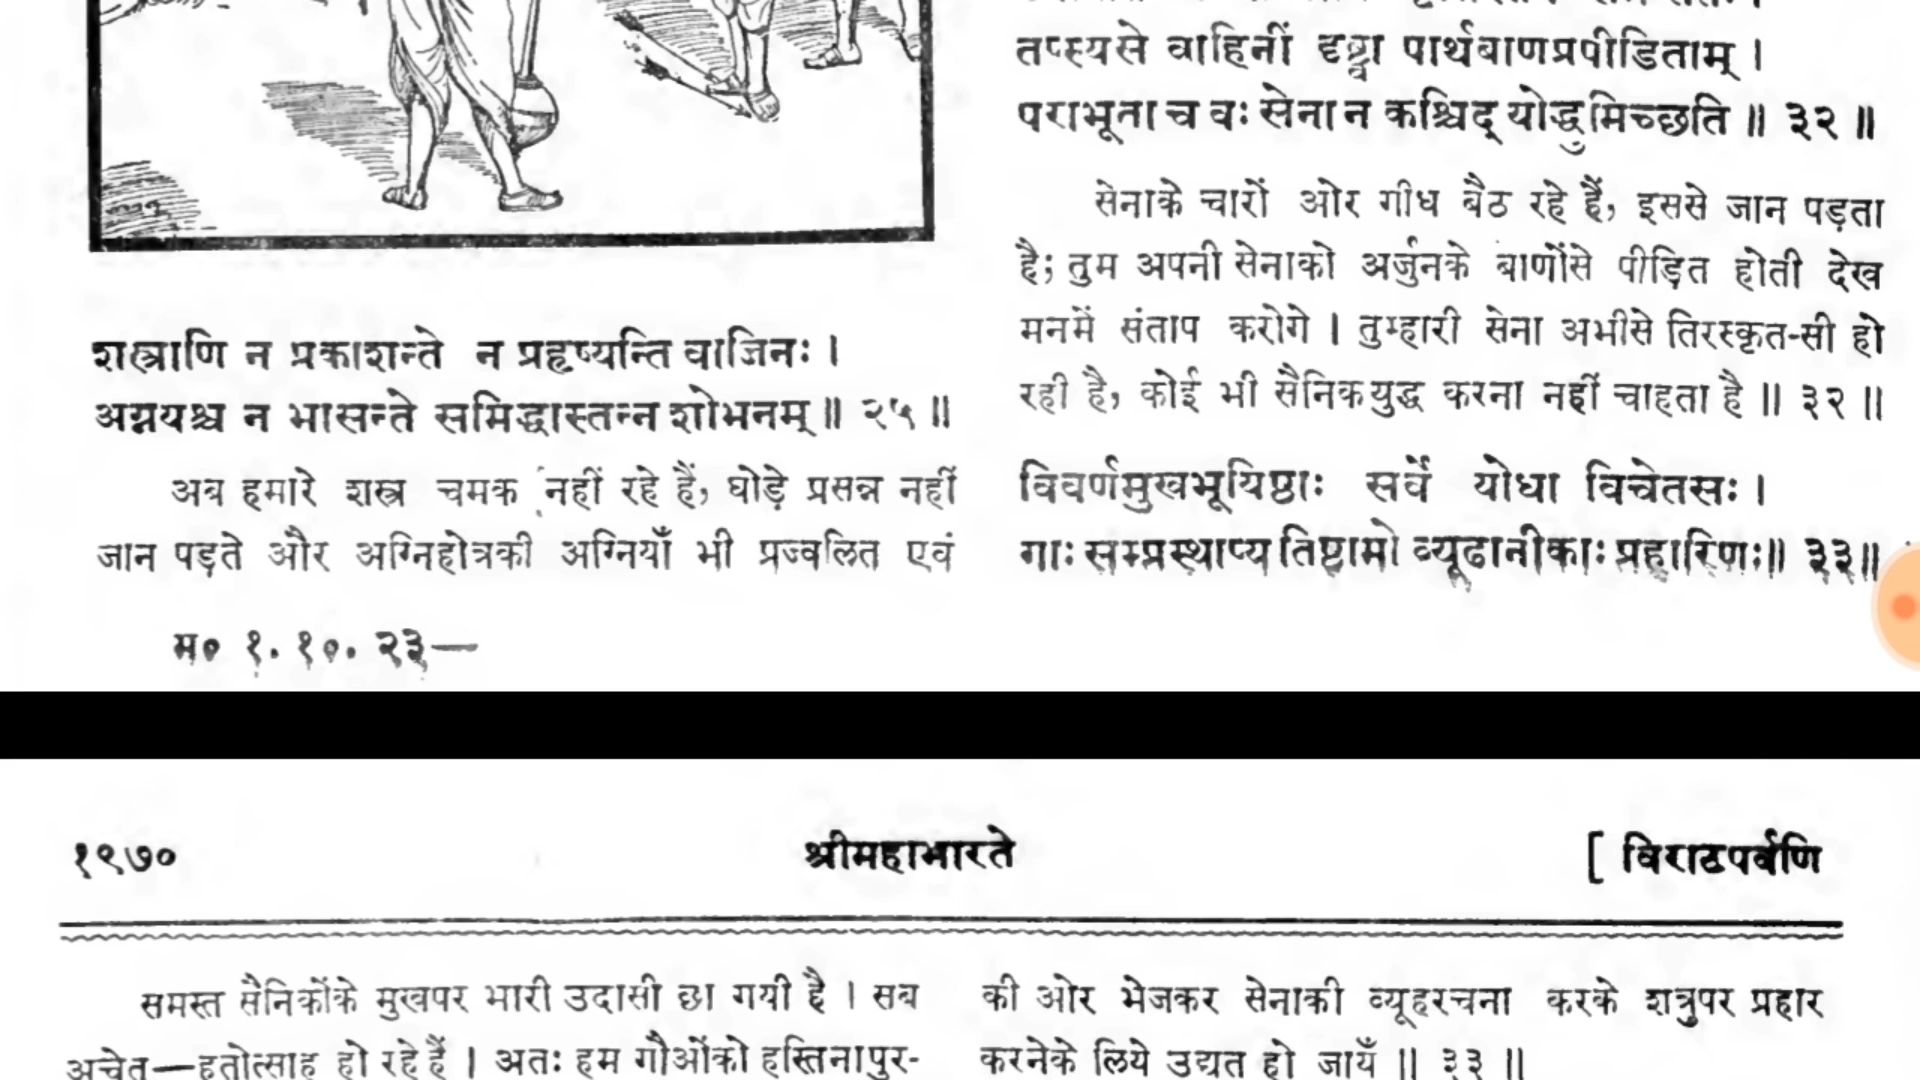 शस्त्राणि न प्रकाशन्ते न प्रहृष्यन्ति वाजिनः ।
अग्नयश्च न भासन्ते समिद्धास्तन्न शोभनम् ॥ २५ ॥
अब हमारे शस्त्र चमक नहीं रहे हैं, घोड़े प्रसन्न नहीं
जान पड़ते और अग्निहोत्रकी अग्नियाँ भी प्रज्वलित एवं
म० १. १०. २३—
तप्स्यसे वाहिनीं दृष्ट्वा पार्थबाणप्रपीडिताम् ।
पराभूता च वः सेना न कश्चिद् योद्धुमिच्छति ॥ ३२ ॥
सेनाके चारों ओर गीध बैठ रहे हैं, इससे जान पड़ता
है; तुम अपनी सेनाको अर्जुनके बाणोंसे पीड़ित होती देख
मनमें संताप करोगे । तुम्हारी सेना अभीसे तिरस्कृत-सी हो
रही है, कोई भी सैनिक युद्ध करना नहीं चाहता है ॥ ३२ ॥
विवर्णमुखभूयिष्ठाः सर्वे योधा विचेतसः ।
गाः सम्प्रस्थाप्य तिष्ठामो व्यूढानीकाः प्रहारिणः ॥ ३३ ॥
१९७० श्रीमहाभारते [ विराटपर्वणि
समस्त सैनिकोंके मुखपर भारी उदासी छा गयी है । सब
अचेत—हतोत्साह हो रहे हैं । अतः हम गौओंको हस्तिनापुर-
की ओर भेजकर सेनाकी व्यूहरचना करके शत्रुपर प्रहार
करनेके लिये उद्यत हो जायँ ॥ ३३ ॥